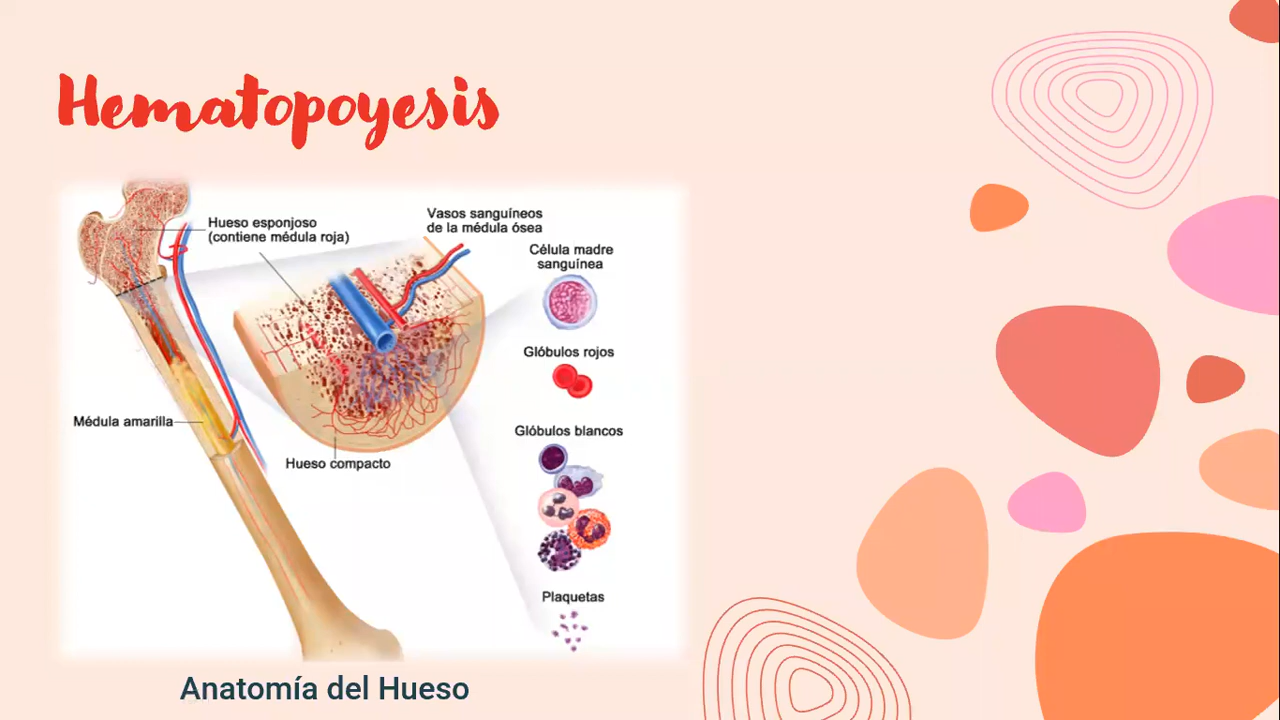 Hematopoyesis
Hueso esponjoso
(contiene médula roja)
Vasos sanguíneos
de la médula ósea
Célula madre
sanguínea
Glóbulos rojos
Médula amarilla
Glóbulos blancos
Hueso compacto
Plaquetas
Anatomía del Hueso